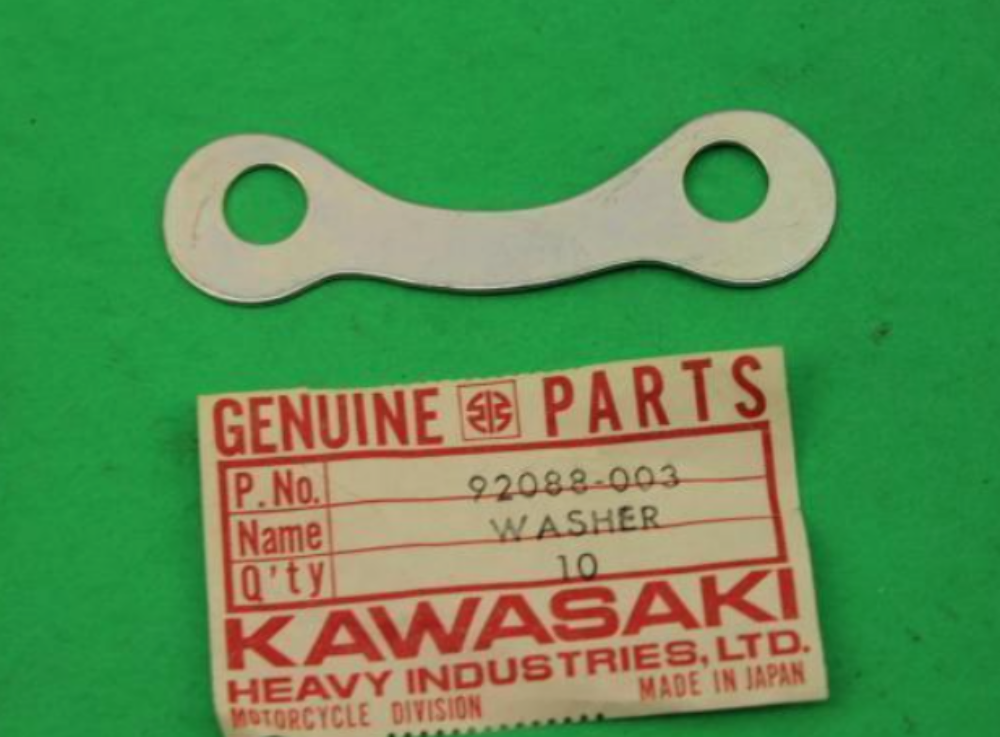 GENUINE PARTS
P.No. 92088-003
Name WASHER
Q'ty 10
KAWASAKI
HEAVY INDUSTRIES, LTD.
MOTORCYCLE DIVISION MADE IN JAPAN